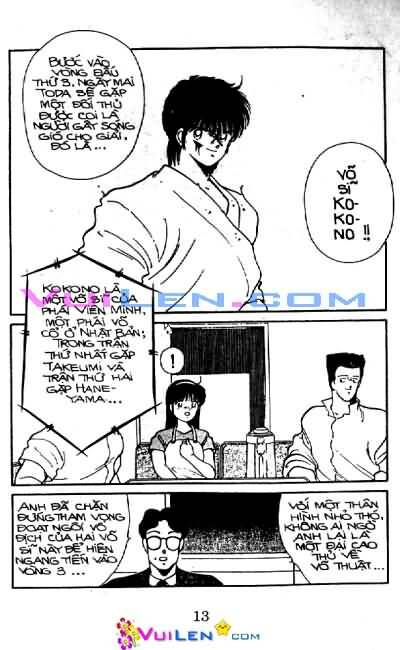 BƯỚC VÀO
VÒNG ĐẤU
THỨ 3, NGÀY MAI
TODA SẼ GẶP
MỘT ĐỐI THỦ
ĐƯỢC COI LÀ
NGƯỜI GÂY SÓNG
GIÓ CHO GIẢI,
ĐÓ LÀ...
VÕ
SĨ
KO-
KO-
NO !!
KOKONO LÀ
MỘT VÕ SĨ CỦA
PHÁI VIÊN MINH,
MỘT PHÁI VÕ
CỔ Ở NHẬT BẢN;
TRONG TRẬN
THỨ NHẤT GẶP
TAKEUMI VÀ
TRẬN THỨ HAI
GẶP HANE-
YAMA...
VUILEN.COM
!
ANH ĐÃ CHẬN
ĐỨNG THAM VỌNG
ĐOẠT NGÔI VÔ
ĐỊCH CỦA HAI VÕ
SĨ NÀY ĐỂ HIÊN
NGANG TIẾN VÀO
VÒNG 3...
VỚI MỘT THÂN
HÌNH NHỎ THÓ,
KHÔNG AI NGỜ
ANH LẠI LÀ
MỘT ĐẠI CAO
THỦ VỀ
VÕ THUẬT...
13
VUILEN
.COM